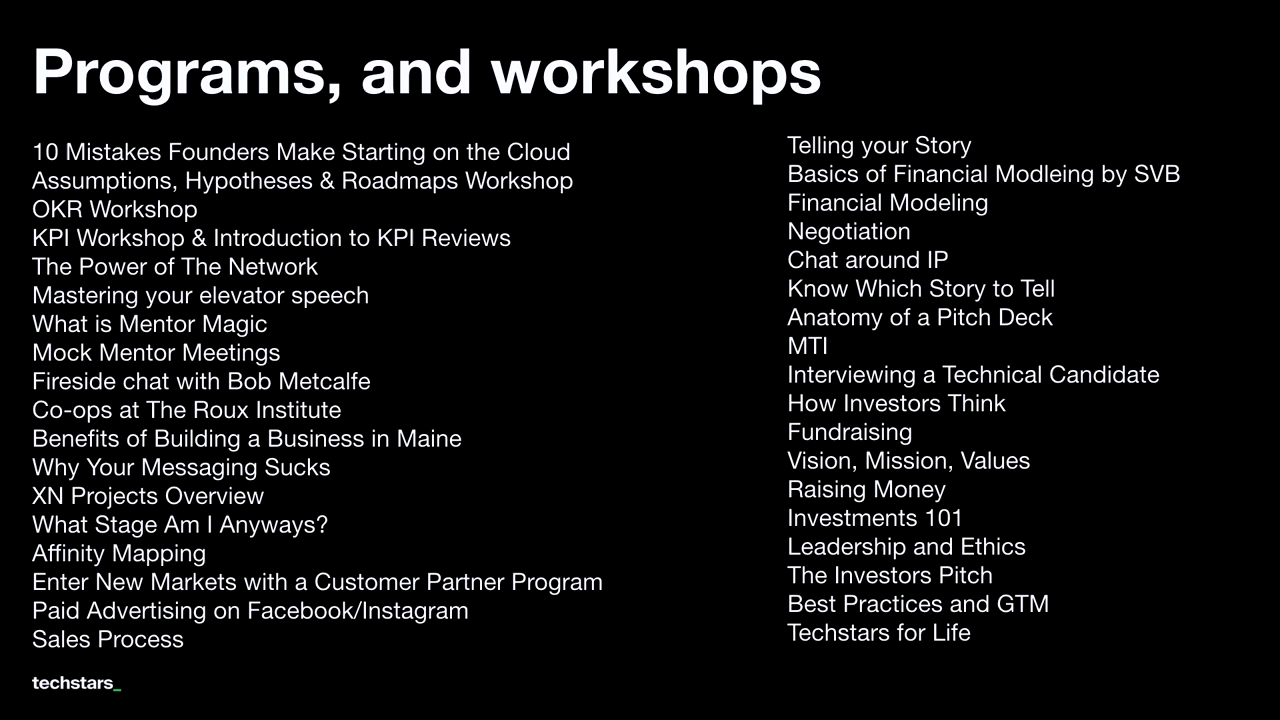 Programs, and workshops
10 Mistakes Founders Make Starting on the Cloud
Assumptions, Hypotheses & Roadmaps Workshop
OKR Workshop
KPI Workshop & Introduction to KPI Reviews
The Power of The Network
Mastering your elevator speech
What is Mentor Magic
Mock Mentor Meetings
Fireside chat with Bob Metcalfe
Co-ops at The Roux Institute
Benefits of Building a Business in Maine
Why Your Messaging Sucks
XN Projects Overview
What Stage Am I Anyways?
Affinity Mapping
Enter New Markets with a Customer Partner Program
Paid Advertising on Facebook/Instagram
Sales Process
Telling your Story
Basics of Financial Modleing by SVB
Financial Modeling
Negotiation
Chat around IP
Know Which Story to Tell
Anatomy of a Pitch Deck
MTI
Interviewing a Technical Candidate
How Investors Think
Fundraising
Vision, Mission, Values
Raising Money
Investments 101
Leadership and Ethics
The Investors Pitch
Best Practices and GTM
Techstars for Life
techstars_